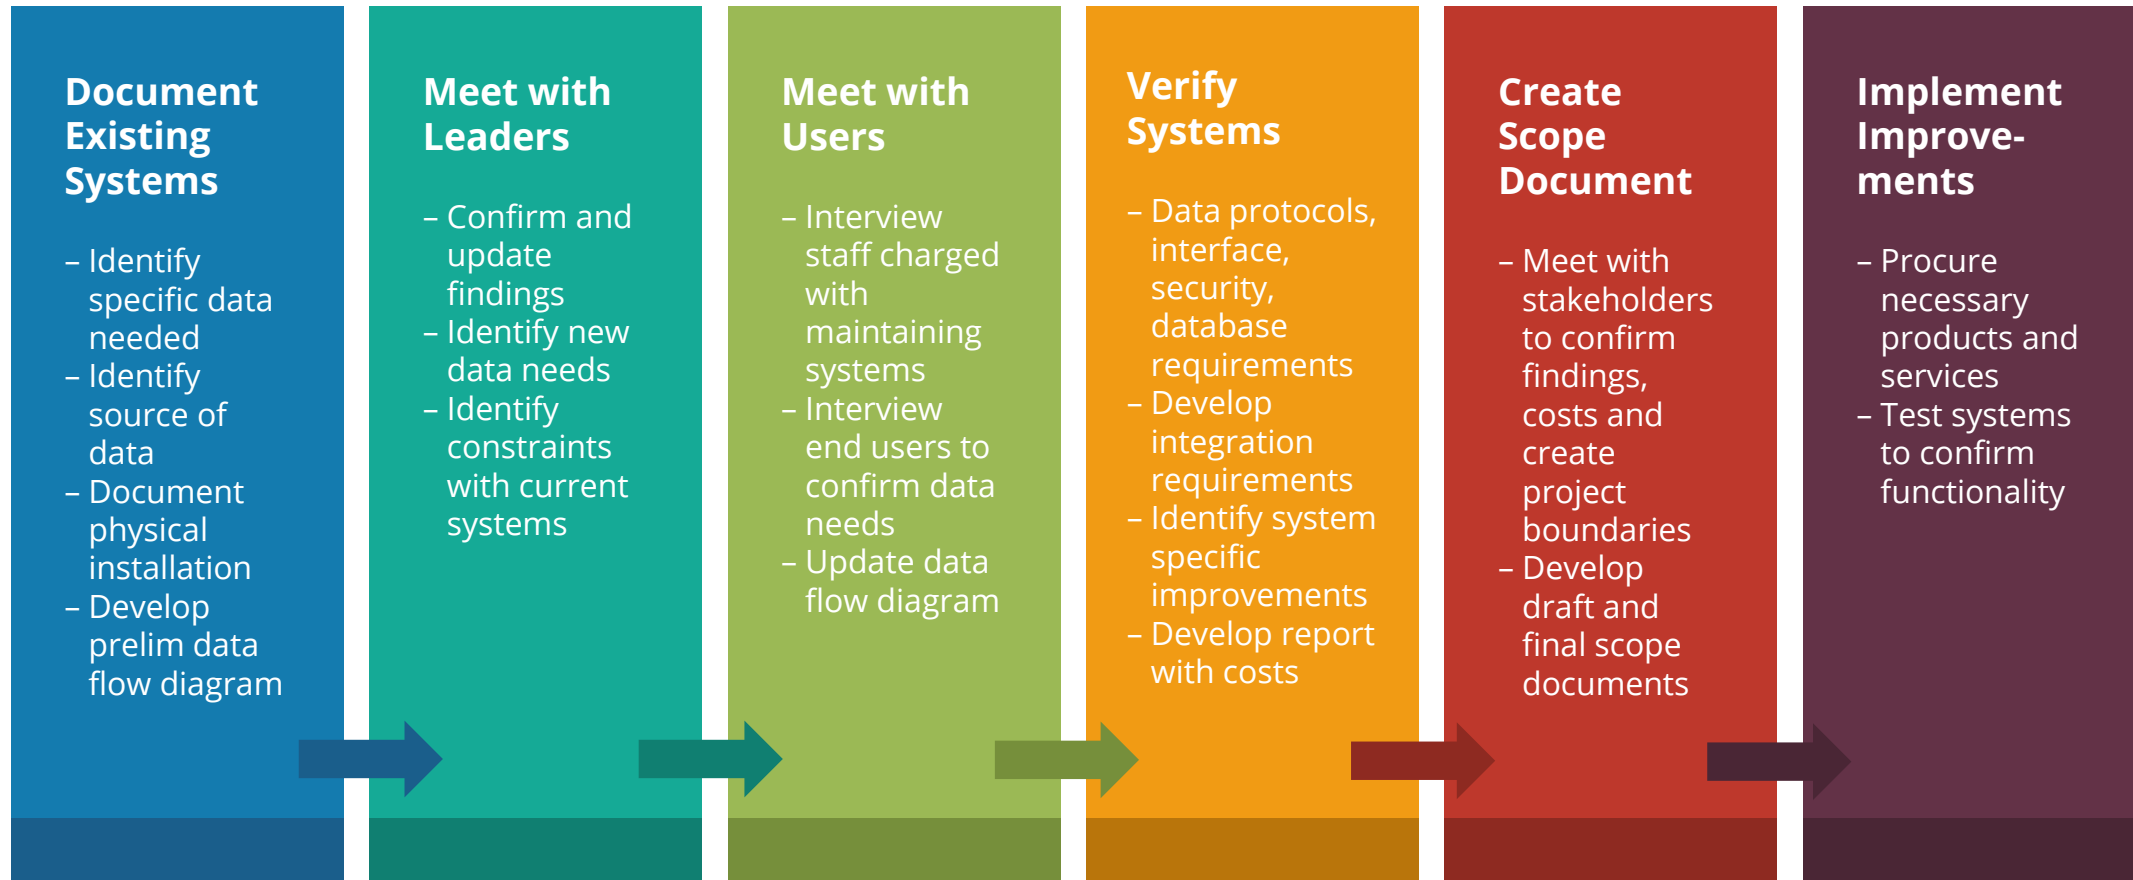 Document
Existing
Systems
– Identify
specific data
needed
– Identify
source of
data
– Document
physical
installation
– Develop
prelim data
flow diagram
Meet with
Leaders
– Confirm and
update
findings
– Identify new
data needs
– Identify
constraints
with current
systems
Meet with
Users
– Interview
staff charged
with
maintaining
systems
– Interview
end users to
confirm data
needs
– Update data
flow diagram
Verify
Systems
– Data protocols,
interface,
security,
database
requirements
– Develop
integration
requirements
– Identify system
specific
improvements
– Develop report
with costs
Create
Scope
Document
– Meet with
stakeholders
to confirm
findings,
costs and
create
project
boundaries
– Develop
draft and
final scope
documents
Implement
Improve-
ments
– Procure
necessary
products and
services
– Test systems
to confirm
functionality